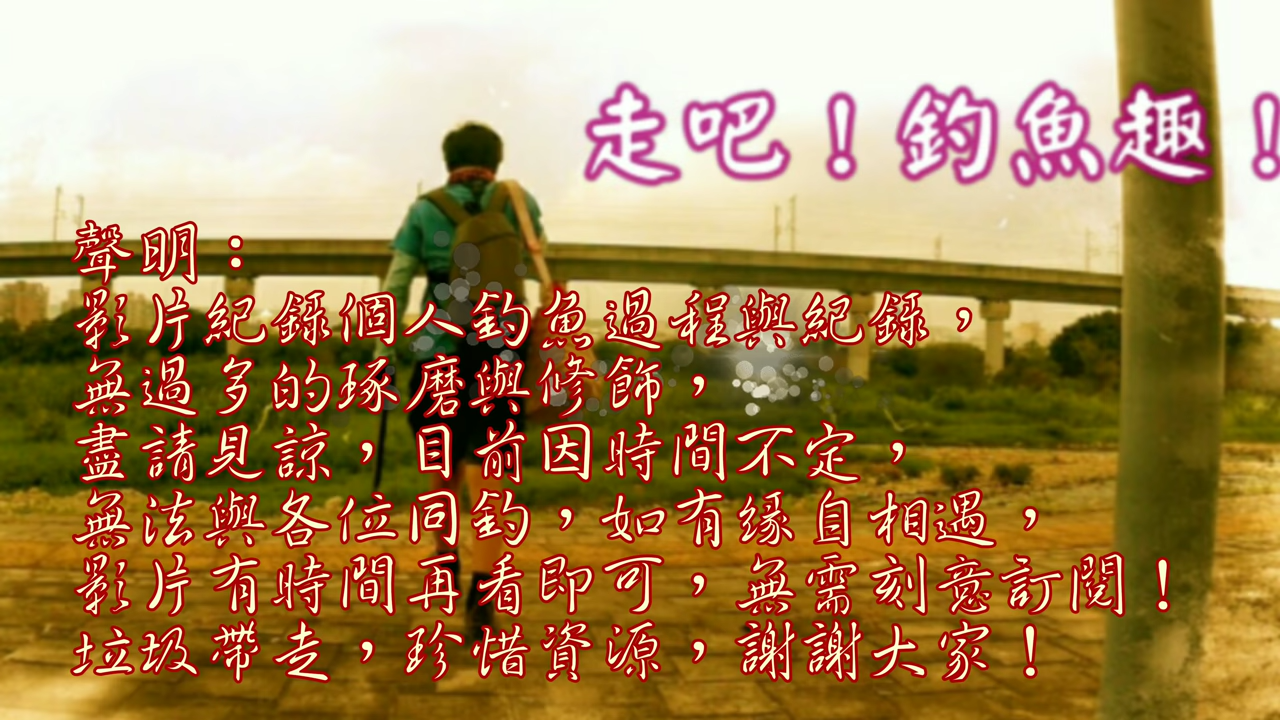 走吧！釣魚趣！
聲明：
影片紀錄個人釣魚過程與紀錄，
無過多的琢磨與修飾，
盡請見諒，目前因時間不定，
無法與各位同釣，如有緣自相遇，
影片有時間再看即可，無需刻意訂閱！
垃圾帶走，珍惜資源，謝謝大家！